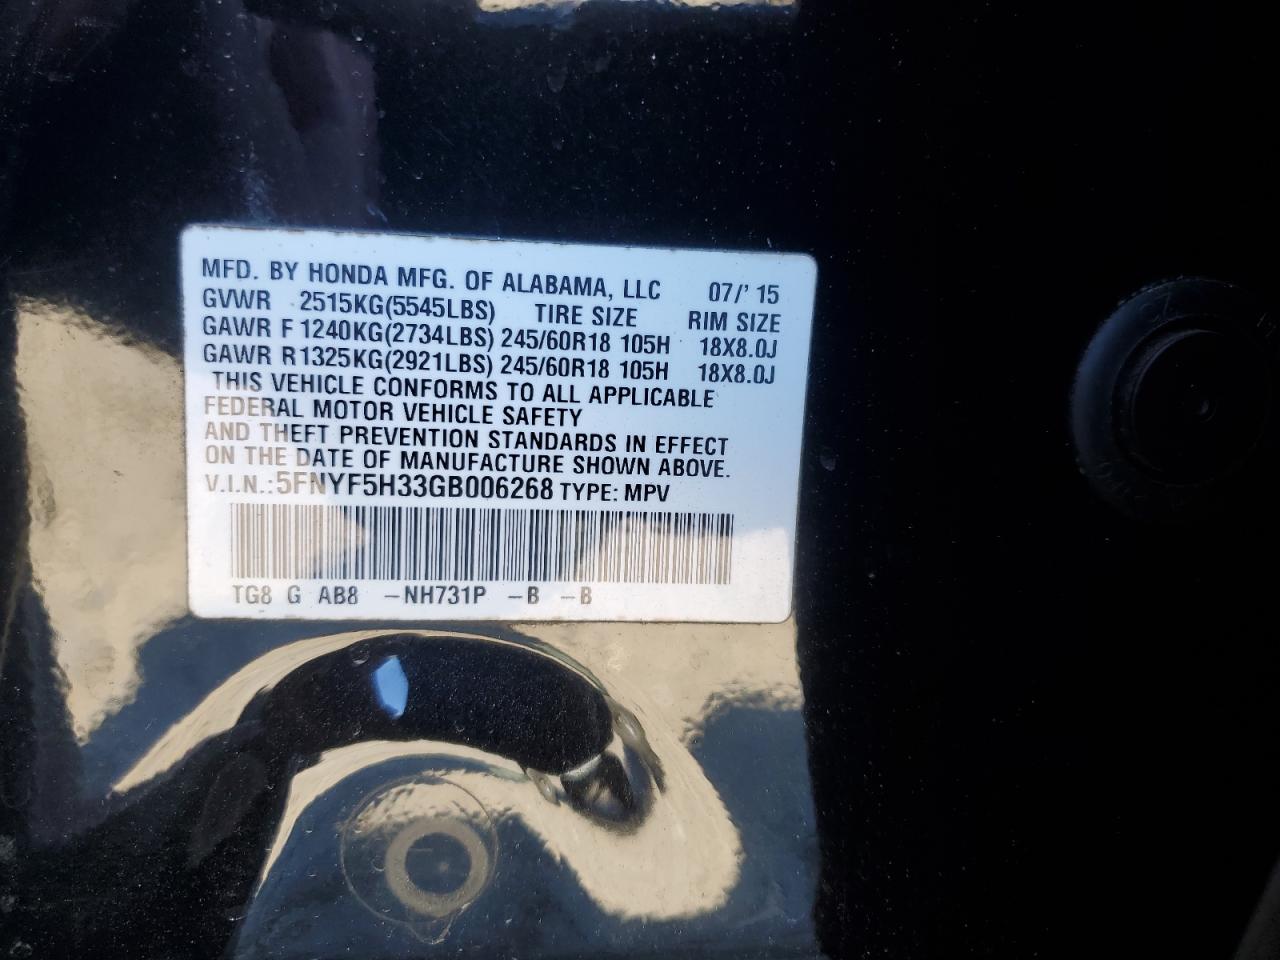 MFD. BY HONDA MFG. OF ALABAMA, LLC 07/' 15
GVWR 2515KG(5545LBS) TIRE SIZE RIM SIZE
GAWR F 1240KG(2734LBS) 245/60R18 105H 18X8.0J
GAWR R1325KG(2921LBS) 245/60R18 105H 18X8.0J
THIS VEHICLE CONFORMS TO ALL APPLICABLE
FEDERAL MOTOR VEHICLE SAFETY
AND THEFT PREVENTION STANDARDS IN EFFECT
ON THE DATE OF MANUFACTURE SHOWN ABOVE.
V.I.N.:5FNYF5H33GB006268 TYPE: MPV
TG8 G AB8 -NH731P -B -B